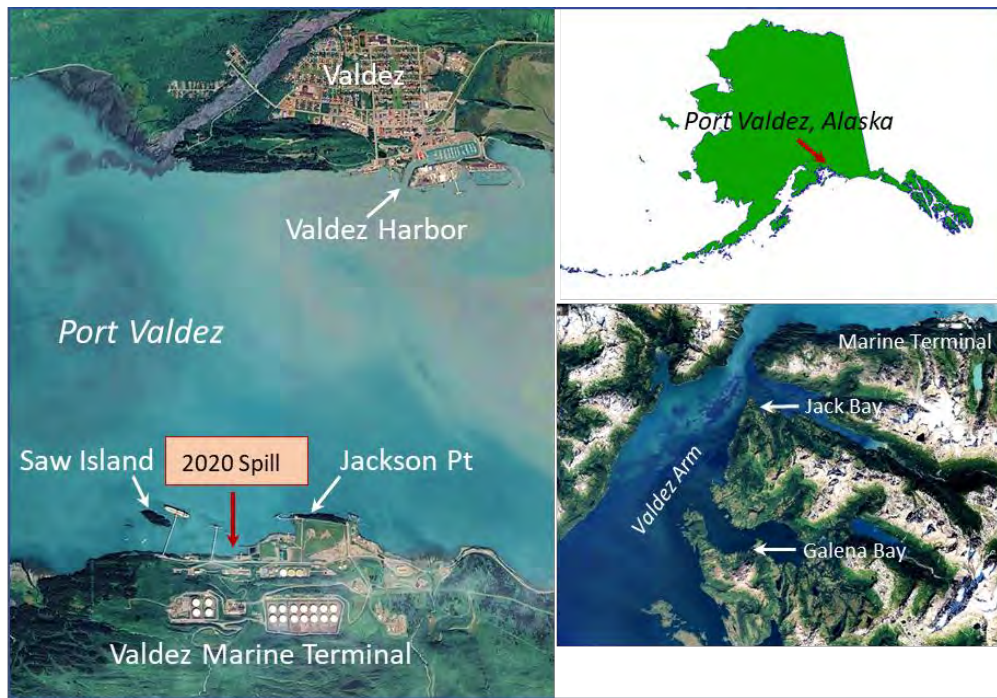 Valdez
Valdez Harbor
Port Valdez
Saw Island
2020 Spill
Jackson Pt
Valdez Marine Terminal
Port Valdez, Alaska
Marine Terminal
Jack Bay
Valdez Arm
Galena Bay